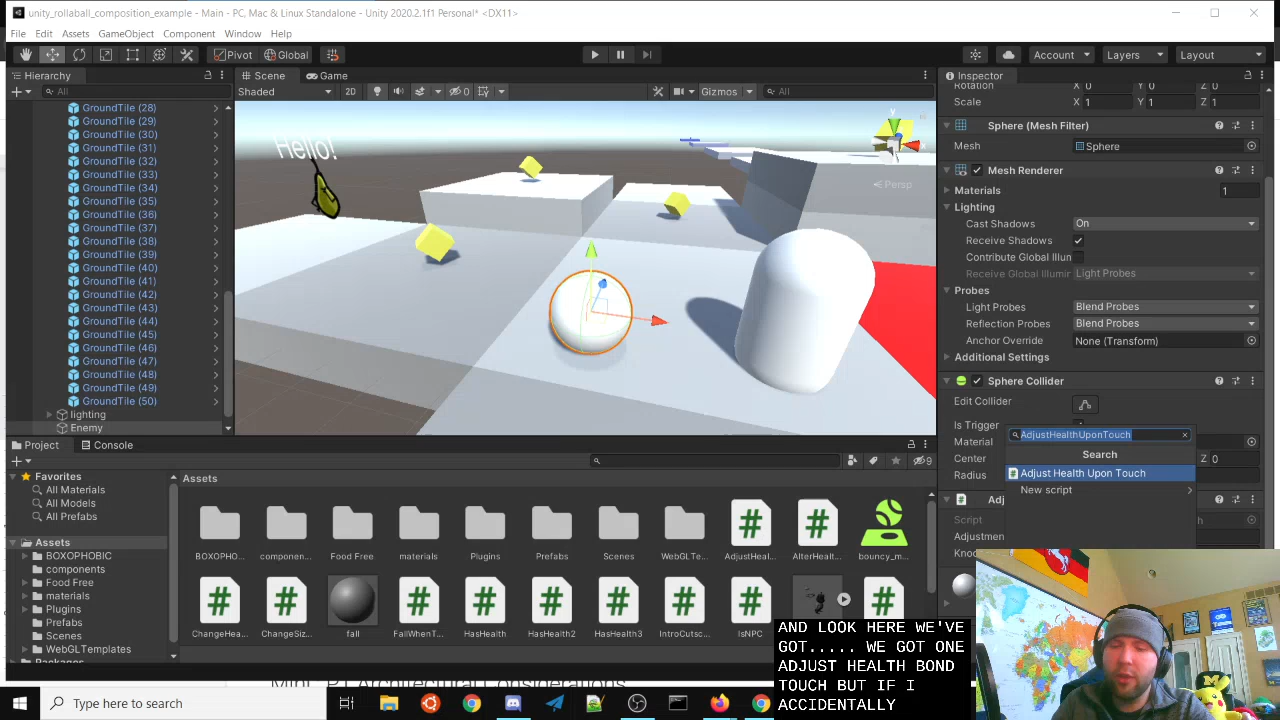 unity_rollaball_composition_example - Main - PC, Mac & Linux Standalone - Unity 2020.2.1f1 Personal* <DX11>
File Edit Assets GameObject Component Window Help
Pivot Global Account Layers Layout
Hierarchy Scene Game Inspector
All Shaded 2D 0 Gizmos All
Rotation X 0 Y 0 Z 0
Scale X 1 Y 1 Z 1
GroundTile (28)
GroundTile (29)
GroundTile (30)
GroundTile (31)
GroundTile (32)
GroundTile (33)
GroundTile (34)
GroundTile (35)
GroundTile (36)
GroundTile (37)
GroundTile (38)
GroundTile (39)
GroundTile (40)
GroundTile (41)
GroundTile (42)
GroundTile (43)
GroundTile (44)
GroundTile (45)
GroundTile (46)
GroundTile (47)
GroundTile (48)
GroundTile (49)
GroundTile (50)
lighting
Enemy
Hello!
y
Persp
Sphere (Mesh Filter)
Mesh Sphere
Mesh Renderer
Materials 1
Lighting
Cast Shadows On
Receive Shadows
Contribute Global Illun
Receive Global Illumir Light Probes
Probes
Light Probes Blend Probes
Reflection Probes Blend Probes
Anchor Override None (Transform)
Additional Settings
Sphere Collider
Edit Collider
Is Trigger
Material
Center Z 0
Radius
Adj
Script
Adjustmen
Kno
AdjustHealthUponTouch
Search
Adjust Health Upon Touch
New script
Project Console
9
Favorites
All Materials
All Models
All Prefabs
Assets
BOXOPHOBIC
components
Food Free
materials
Plugins
Prefabs
Scenes
WebGLTemplates
Packages
Assets
BOXOPHO... componen... Food Free materials Plugins Prefabs Scenes WebGLTe... AdjustHeal... AlterHealt... bouncy_m...
ChangeHea... ChangeSiz... fall FallWhenT... HasHealth HasHealth2 HasHealth3 IntroCutsc... IsNPC
AND LOOK HERE WE'VE
GOT..... WE GOT ONE
ADJUST HEALTH BOND
TOUCH BUT IF I
ACCIDENTALLY
Type here to search